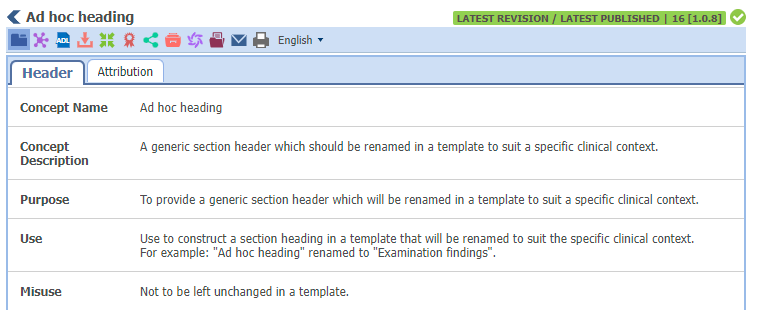 Ad hoc heading
LATEST REVISION / LATEST PUBLISHED | 16 [1.0.8]
ADL
English
Header
Attribution
Concept Name
Ad hoc heading
Concept
Description
A generic section header which should be renamed in a template to suit a specific clinical context.
Purpose
To provide a generic section header which will be renamed in a template to suit a specific clinical context.
Use
Use to construct a section heading in a template that will be renamed to suit the specific clinical context.
For example: "Ad hoc heading" renamed to "Examination findings".
Misuse
Not to be left unchanged in a template.